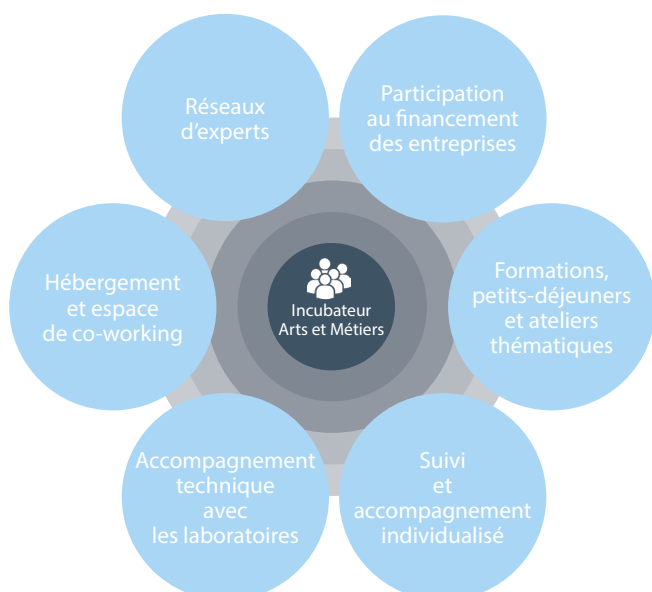 Réseaux
d'experts
Participation
au financement
des entreprises
Hébergement
et espace
de co-working
Incubateur
Arts et Métiers
Formations,
petits-déjeuners
et ateliers
thématiques
Accompagnement
technique
avec
les laboratoires
Suivi
et
accompagnement
individualisé